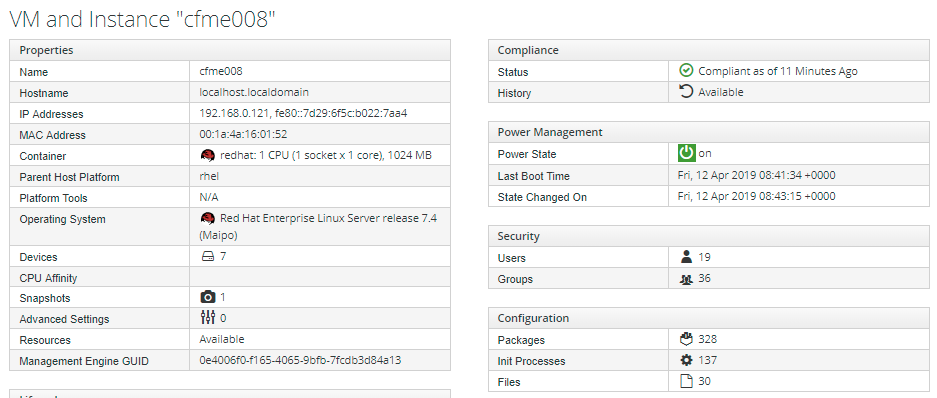 VM and Instance "cfme008"
Properties
Name cfme008
Hostname localhost.localdomain
IP Addresses 192.168.0.121, fe80::7d29:6f5c:b022:7aa4
MAC Address 00:1a:4a:16:01:52
Container redhat: 1 CPU (1 socket x 1 core), 1024 MB
Parent Host Platform rhel
Platform Tools N/A
Operating System Red Hat Enterprise Linux Server release 7.4
(Maipo)
Devices 7
CPU Affinity
Snapshots 1
Advanced Settings 0
Resources Available
Management Engine GUID 0e4006f0-f165-4065-9bfb-7fcdb3d84a13
Compliance
Status Compliant as of 11 Minutes Ago
History Available
Power Management
Power State on
Last Boot Time Fri, 12 Apr 2019 08:41:34 +0000
State Changed On Fri, 12 Apr 2019 08:43:15 +0000
Security
Users 19
Groups 36
Configuration
Packages 328
Init Processes 137
Files 30